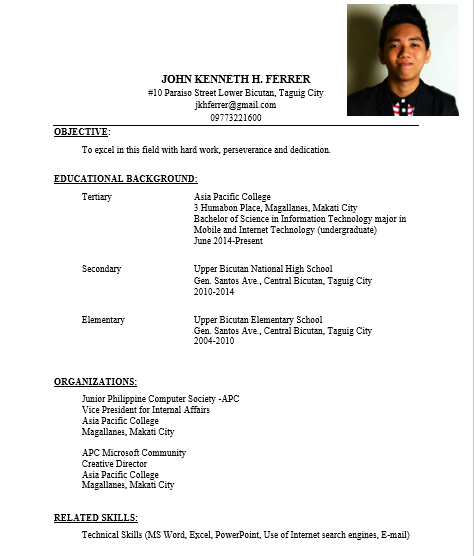 JOHN KENNETH H. FERRER
#10 Paraiso Street Lower Bicutan, Taguig City
jkhferrer@gmail.com
09773221600
OBJECTIVE:
To excel in this field with hard work, perseverance and dedication.
EDUCATIONAL BACKGROUND:
Tertiary Asia Pacific College
3 Humabon Place, Magallanes, Makati City
Bachelor of Science in Information Technology major in
Mobile and Internet Technology (undergraduate)
June 2014-Present
Secondary Upper Bicutan National High School
Gen. Santos Ave., Central Bicutan, Taguig City
2010-2014
Elementary Upper Bicutan Elementary School
Gen. Santos Ave., Central Bicutan, Taguig City
2004-2010
ORGANIZATIONS:
Junior Philippine Computer Society -APC
Vice President for Internal Affairs
Asia Pacific College
Magallanes, Makati City
APC Microsoft Community
Creative Director
Asia Pacific College
Magallanes, Makati City
RELATED SKILLS:
Technical Skills (MS Word, Excel, PowerPoint, Use of Internet search engines, E-mail)